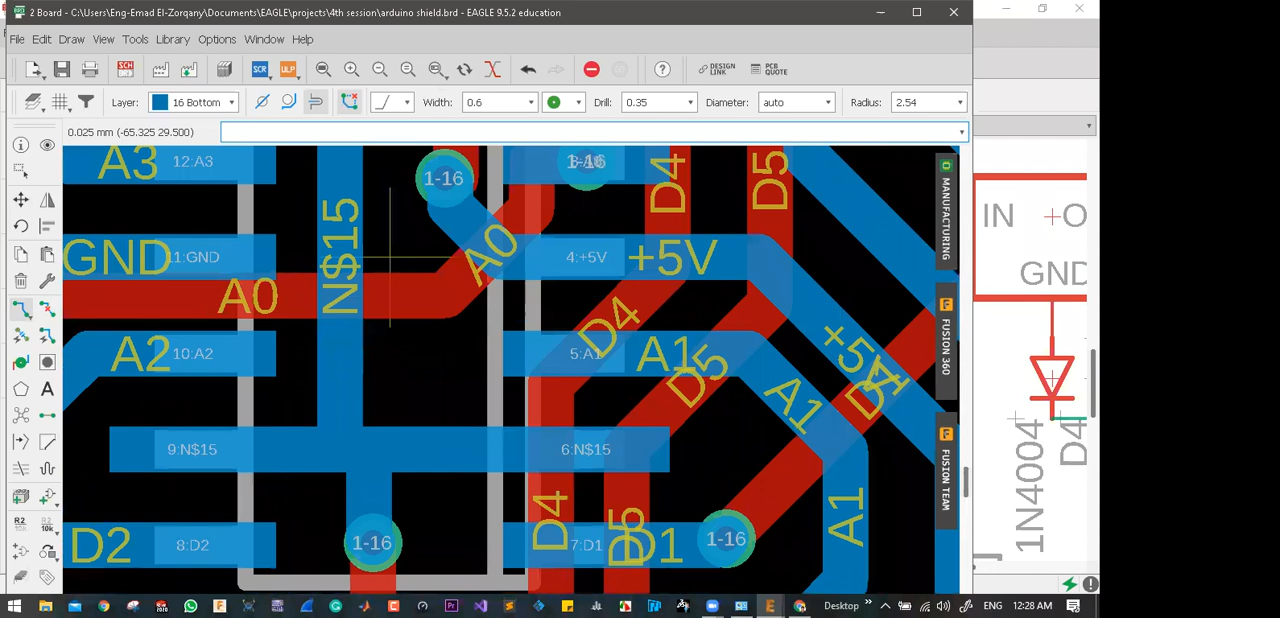 2 Board - C:\Users\Eng-Emad El-Zorqany\Documents\EAGLE\projects\4th session\arduino shield.brd - EAGLE 9.5.2 education
File Edit Draw View Tools Library Options Window Help
SCH SCR ULP DESIGN LINK PCB QUOTE
Layer: 16 Bottom Width: 0.6 Drill: 0.35 Diameter: auto Radius: 2.54
0.025 mm (-65.325 29.500)
A3 12:A3 1-16 D4 D5
1-16
N$15
GND 11:GND A0 4:+5V +5V
A0
D4
A2 10:A2 5:A1 A1 D5
+5V
A1
9:N$15 6:N$15
D4 D5 A1
D2 8:D2 1-16 7:D1 D1 1-16
MANUFACTURING
FUSION 360
FUSION TEAM
R2 10k
R2 10k
IN +O
GND
1N4004
D4
Desktop ENG 12:28 AM